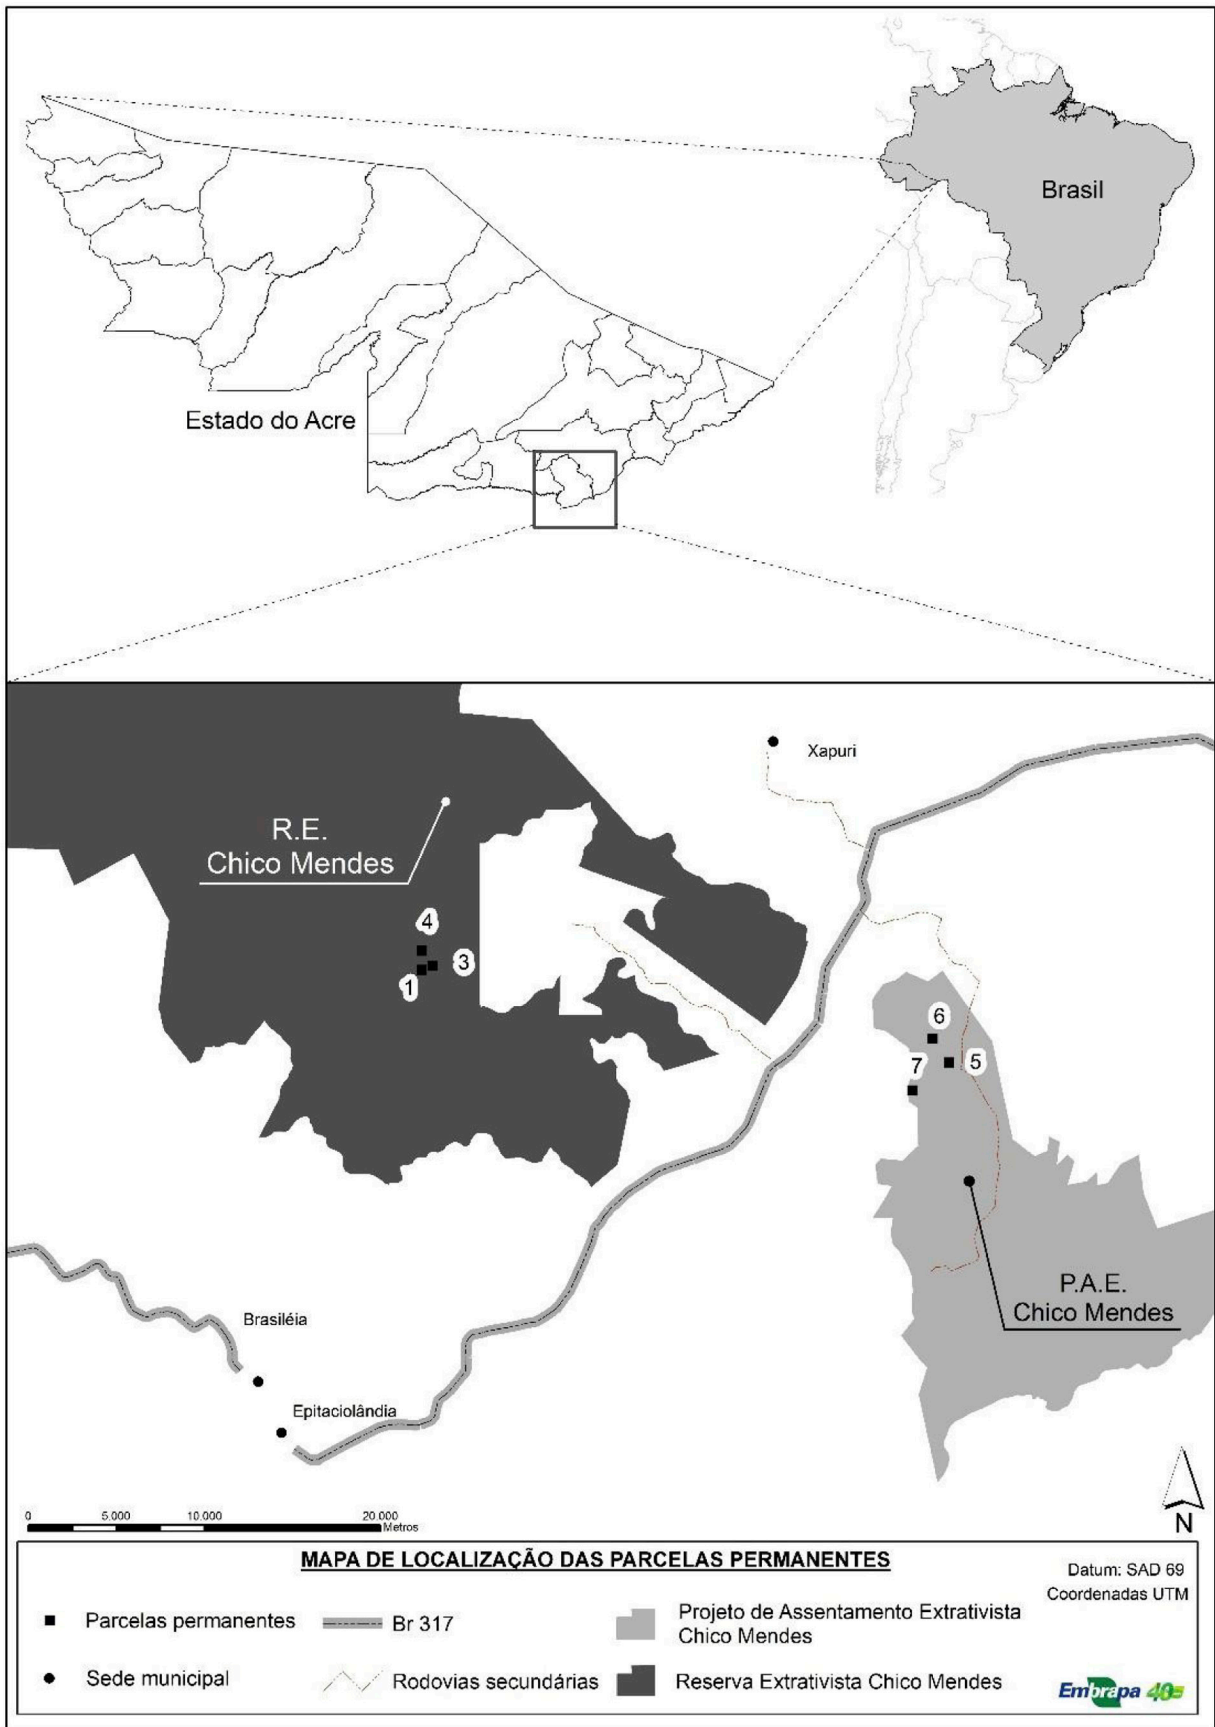 Brasil
Estado do Acre
Xapuri
R.E.
Chico Mendes
4
3
1
6
5
7
P.A.E.
Chico Mendes
Brasiléia
Epitaciolândia
0 5.000 10.000 20.000
Metros
N
MAPA DE LOCALIZAÇÃO DAS PARCELAS PERMANENTES
Datum: SAD 69
Coordenadas UTM
Parcelas permanentes
Br 317
Projeto de Assentamento Extrativista
Chico Mendes
Sede municipal
Rodovias secundárias
Reserva Extrativista Chico Mendes
Embrapa 40